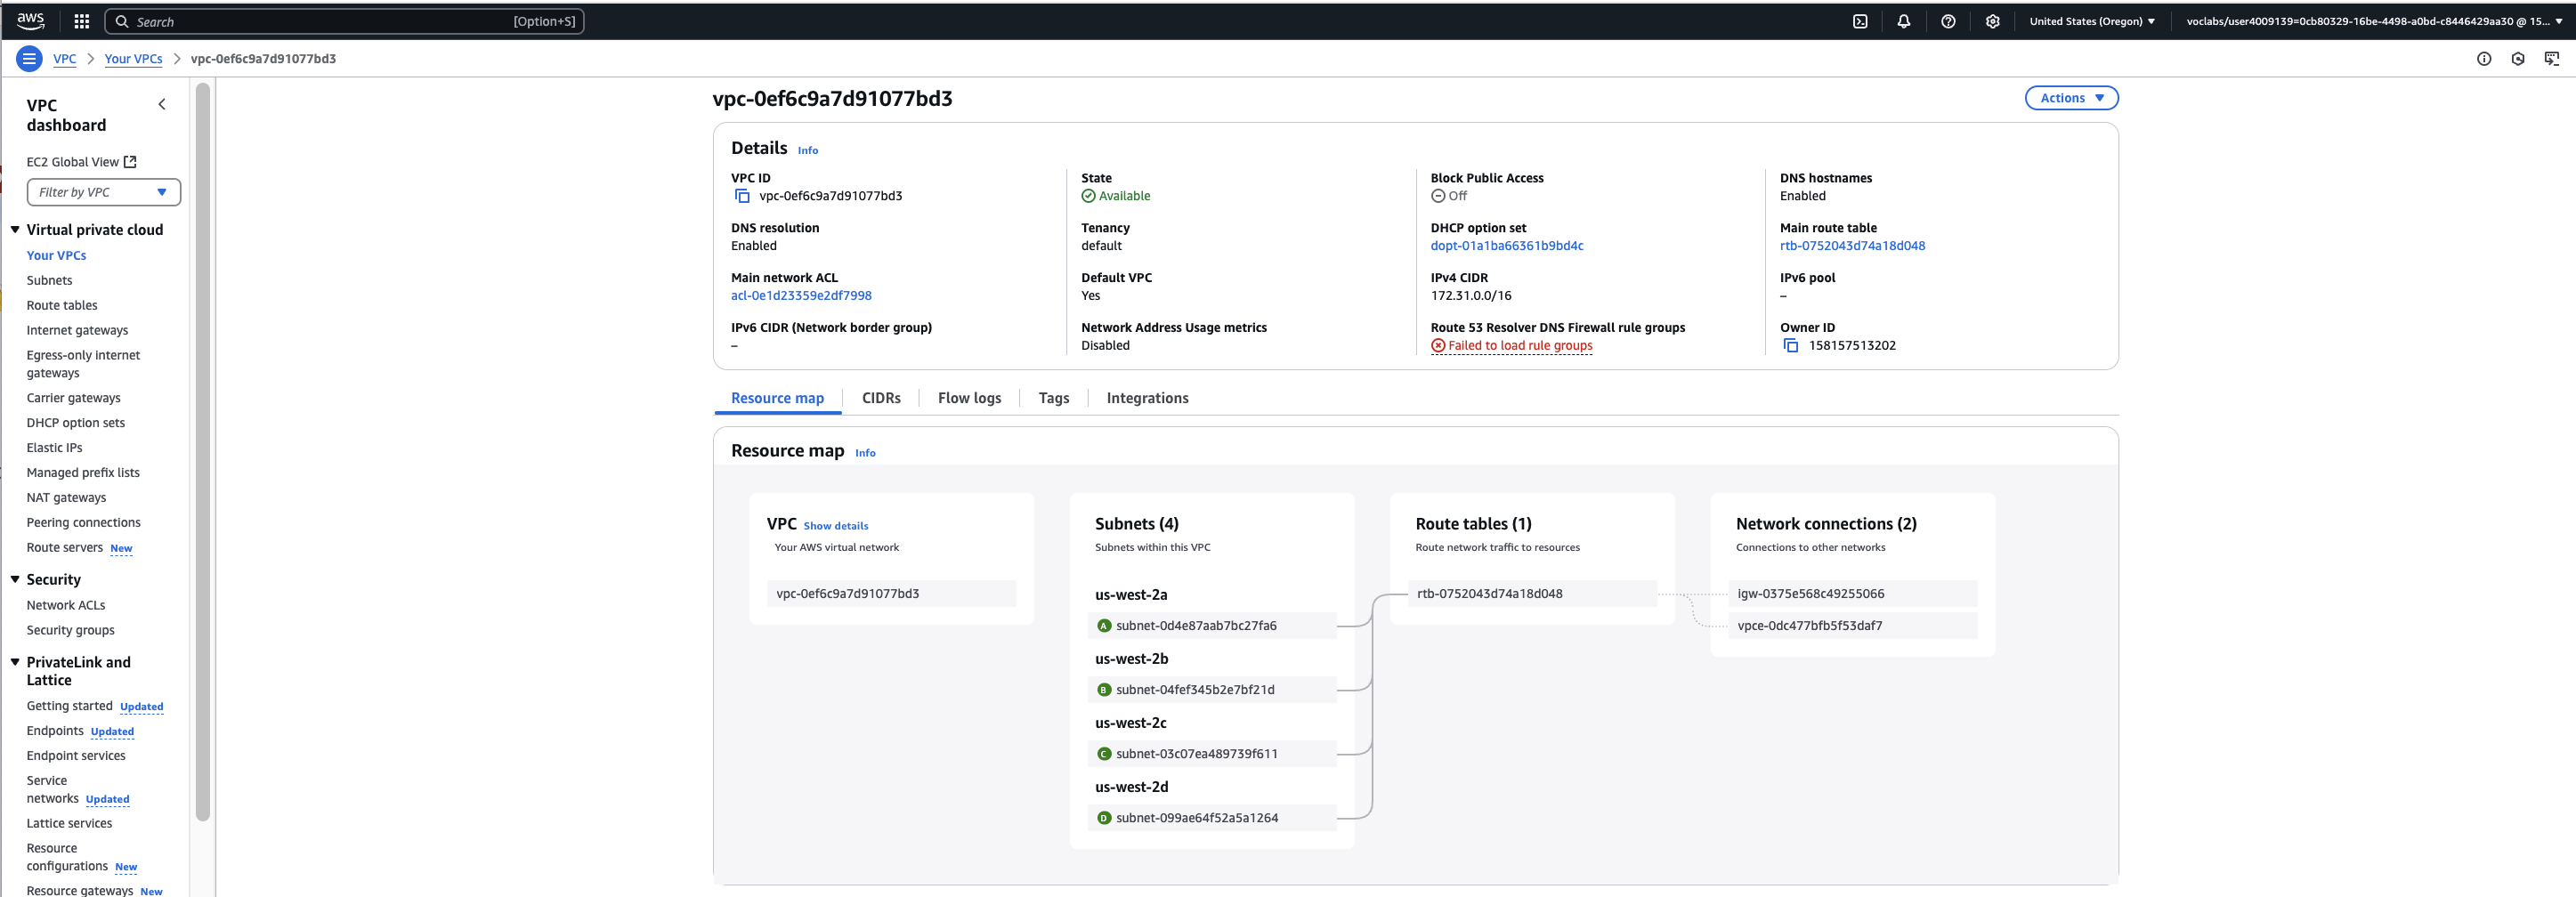 aws
Search
[Option+S]
United States (Oregon)
voclabs/user4009139=0cb80329-16be-4498-a0bd-c8446429aa30 @ 15...
VPC
Your VPCs
vpc-0ef6c9a7d91077bd3
VPC
dashboard
EC2 Global View
Filter by VPC
Virtual private cloud
Your VPCs
Subnets
Route tables
Internet gateways
Egress-only internet
gateways
Carrier gateways
DHCP option sets
Elastic IPs
Managed prefix lists
NAT gateways
Peering connections
Route servers New
Security
Network ACLs
Security groups
PrivateLink and
Lattice
Getting started Updated
Endpoints Updated
Endpoint services
Service
networks Updated
Lattice services
Resource
configurations New
Resource gateways New
vpc-0ef6c9a7d91077bd3
Actions
Details Info
VPC ID
vpc-0ef6c9a7d91077bd3
State
Available
Block Public Access
Off
DNS hostnames
Enabled
DNS resolution
Enabled
Tenancy
default
DHCP option set
dopt-01a1ba66361b9bd4c
Main route table
rtb-0752043d74a18d048
Main network ACL
acl-0e1d23359e2df7998
Default VPC
Yes
IPv4 CIDR
172.31.0.0/16
IPv6 pool
–
IPv6 CIDR (Network border group)
–
Network Address Usage metrics
Disabled
Route 53 Resolver DNS Firewall rule groups
Failed to load rule groups
Owner ID
158157513202
Resource map
CIDRs
Flow logs
Tags
Integrations
Resource map Info
VPC Show details
Your AWS virtual network
vpc-0ef6c9a7d91077bd3
Subnets (4)
Subnets within this VPC
us-west-2a
A subnet-0d4e87aab7bc27fa6
us-west-2b
B subnet-04fef345b2e7bf21d
us-west-2c
C subnet-03c07ea489739f611
us-west-2d
D subnet-099ae64f52a5a1264
Route tables (1)
Route network traffic to resources
rtb-0752043d74a18d048
Network connections (2)
Connections to other networks
igw-0375e568c49255066
vpce-0dc477bfb5f53daf7